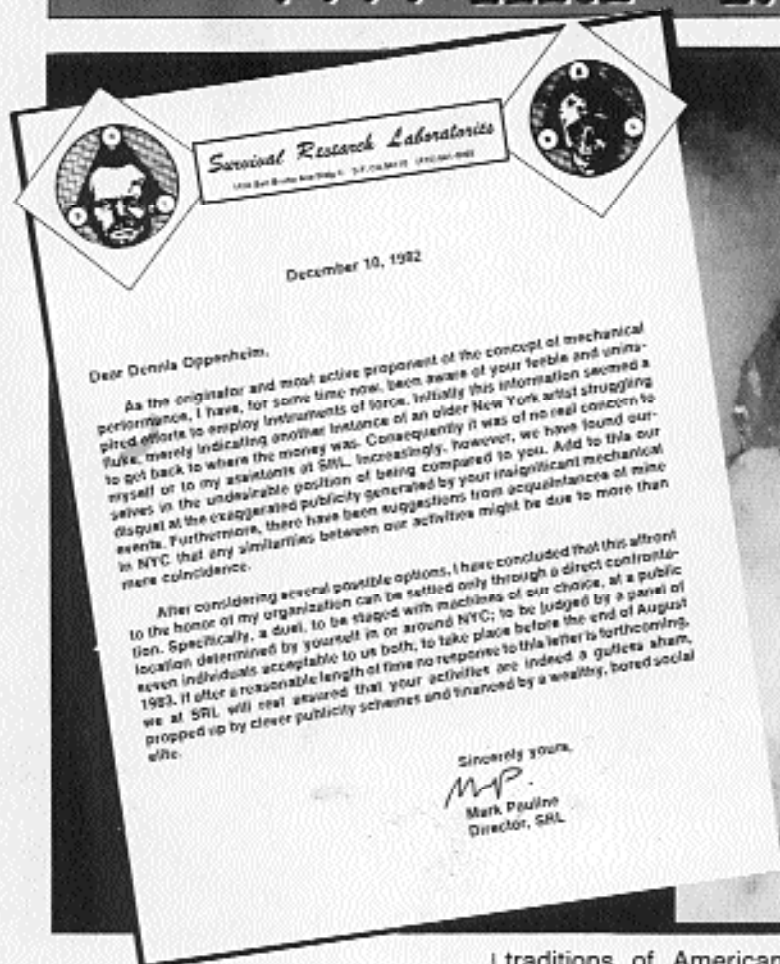 Survival Research Laboratories
December 10, 1982
Dear Dennis Oppenheim,
As the originator and most active proponent of the concept of mechanical
performance, I have, for some time now, been aware of your feeble and unins-
pired efforts to employ instruments of force. Initially this information seemed a
fluke, merely indicating another instance of an older New York artist struggling
to get back to where the money was. Consequently it was of no real concern to
myself or to my assistants at SRL. Increasingly, however, we have found our-
selves in the undesirable position of being compared to you. Add to this our
disgust at the exaggerated publicity generated by your insignificant mechanical
events. Furthermore, there have been suggestions from acquaintances of mine
in NYC that any similarities between our activities might be due to more than
mere coincidence.
After considering several possible options, I have concluded that this affront
to the honor of my organization can be settled only through a direct confronta-
tion. Specifically, a duel, to be staged with machines of our choice, at a public
location determined by yourself in or around NYC; to be judged by a panel of
seven individuals acceptable to us both; to take place before the end of August
1983. If after a reasonable length of time no response to this letter is forthcoming,
we at SRL will rest assured that your activities are indeed a gutless sham,
propped up by clever publicity schemes and financed by a wealthy, bored social
elite.
Sincerely yours,
MP.
Mark Pauline
Director, SRL
traditions of American